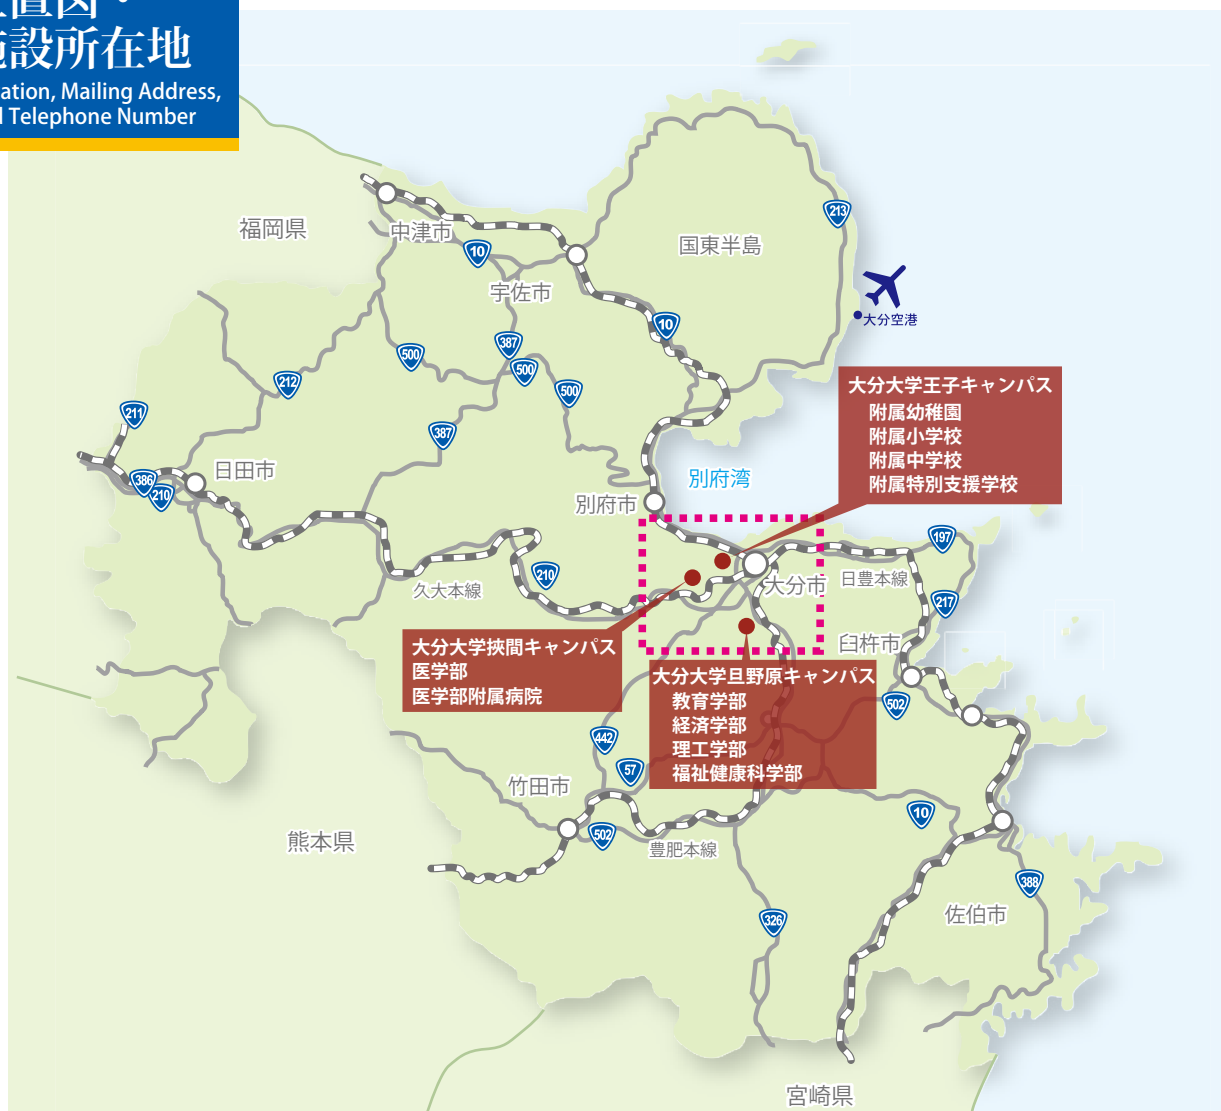 施設所在地
ation, Mailing Address,
Telephone Number
福岡県
中津市
10
国東半島
213
宇佐市
大分空港
10
387
500
500
212
500
大分大学王子キャンパス
附属幼稚園
附属小学校
附属中学校
附属特別支援学校
211
387
日田市
386
210
別府湾
別府市
197
日豊本線
大分市
210
久大本線
217
臼杵市
大分大学挾間キャンパス
医学部
医学部附属病院
大分大学旦野原キャンパス
教育学部
経済学部
理工学部
福祉健康科学部
502
442
57
竹田市
10
502
豊肥本線
熊本県
388
佐伯市
326
宮崎県